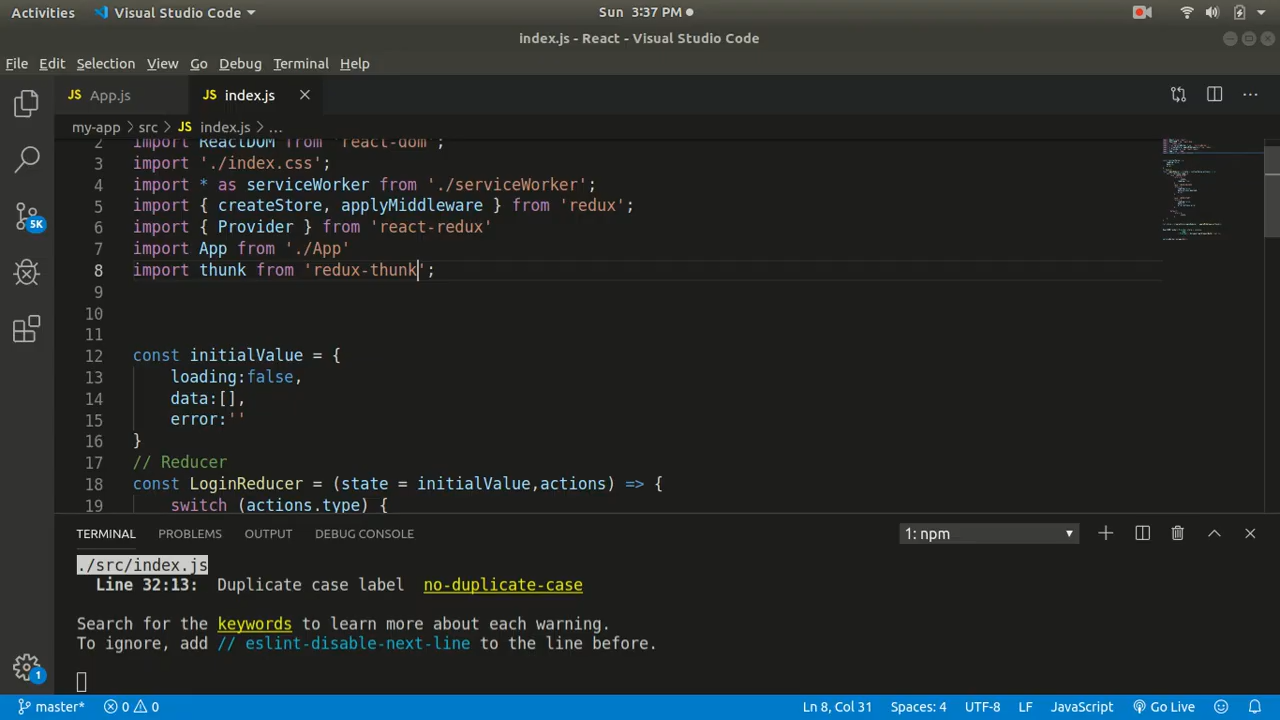 Activities Visual Studio Code Sun 3:37 PM
index.js - React - Visual Studio Code
File Edit Selection View Go Debug Terminal Help
JS App.js JS index.js
my-app > src > JS index.js > ...
2 import ReactDOM from 'react-dom';
3 import './index.css';
4 import * as serviceWorker from './serviceWorker';
5 import { createStore, applyMiddleware } from 'redux';
6 import { Provider } from 'react-redux'
7 import App from './App'
8 import thunk from 'redux-thunk';
9
10
11
12 const initialValue = {
13 loading:false,
14 data:[],
15 error:''
16 }
17 // Reducer
18 const LoginReducer = (state = initialValue,actions) => {
19 switch (actions.type) {
5K
TERMINAL PROBLEMS OUTPUT DEBUG CONSOLE 1: npm
./src/index.js
Line 32:13: Duplicate case label no-duplicate-case
Search for the keywords to learn more about each warning.
To ignore, add // eslint-disable-next-line to the line before.
1
master* 0 0 Ln 8, Col 31 Spaces: 4 UTF-8 LF JavaScript Go Live